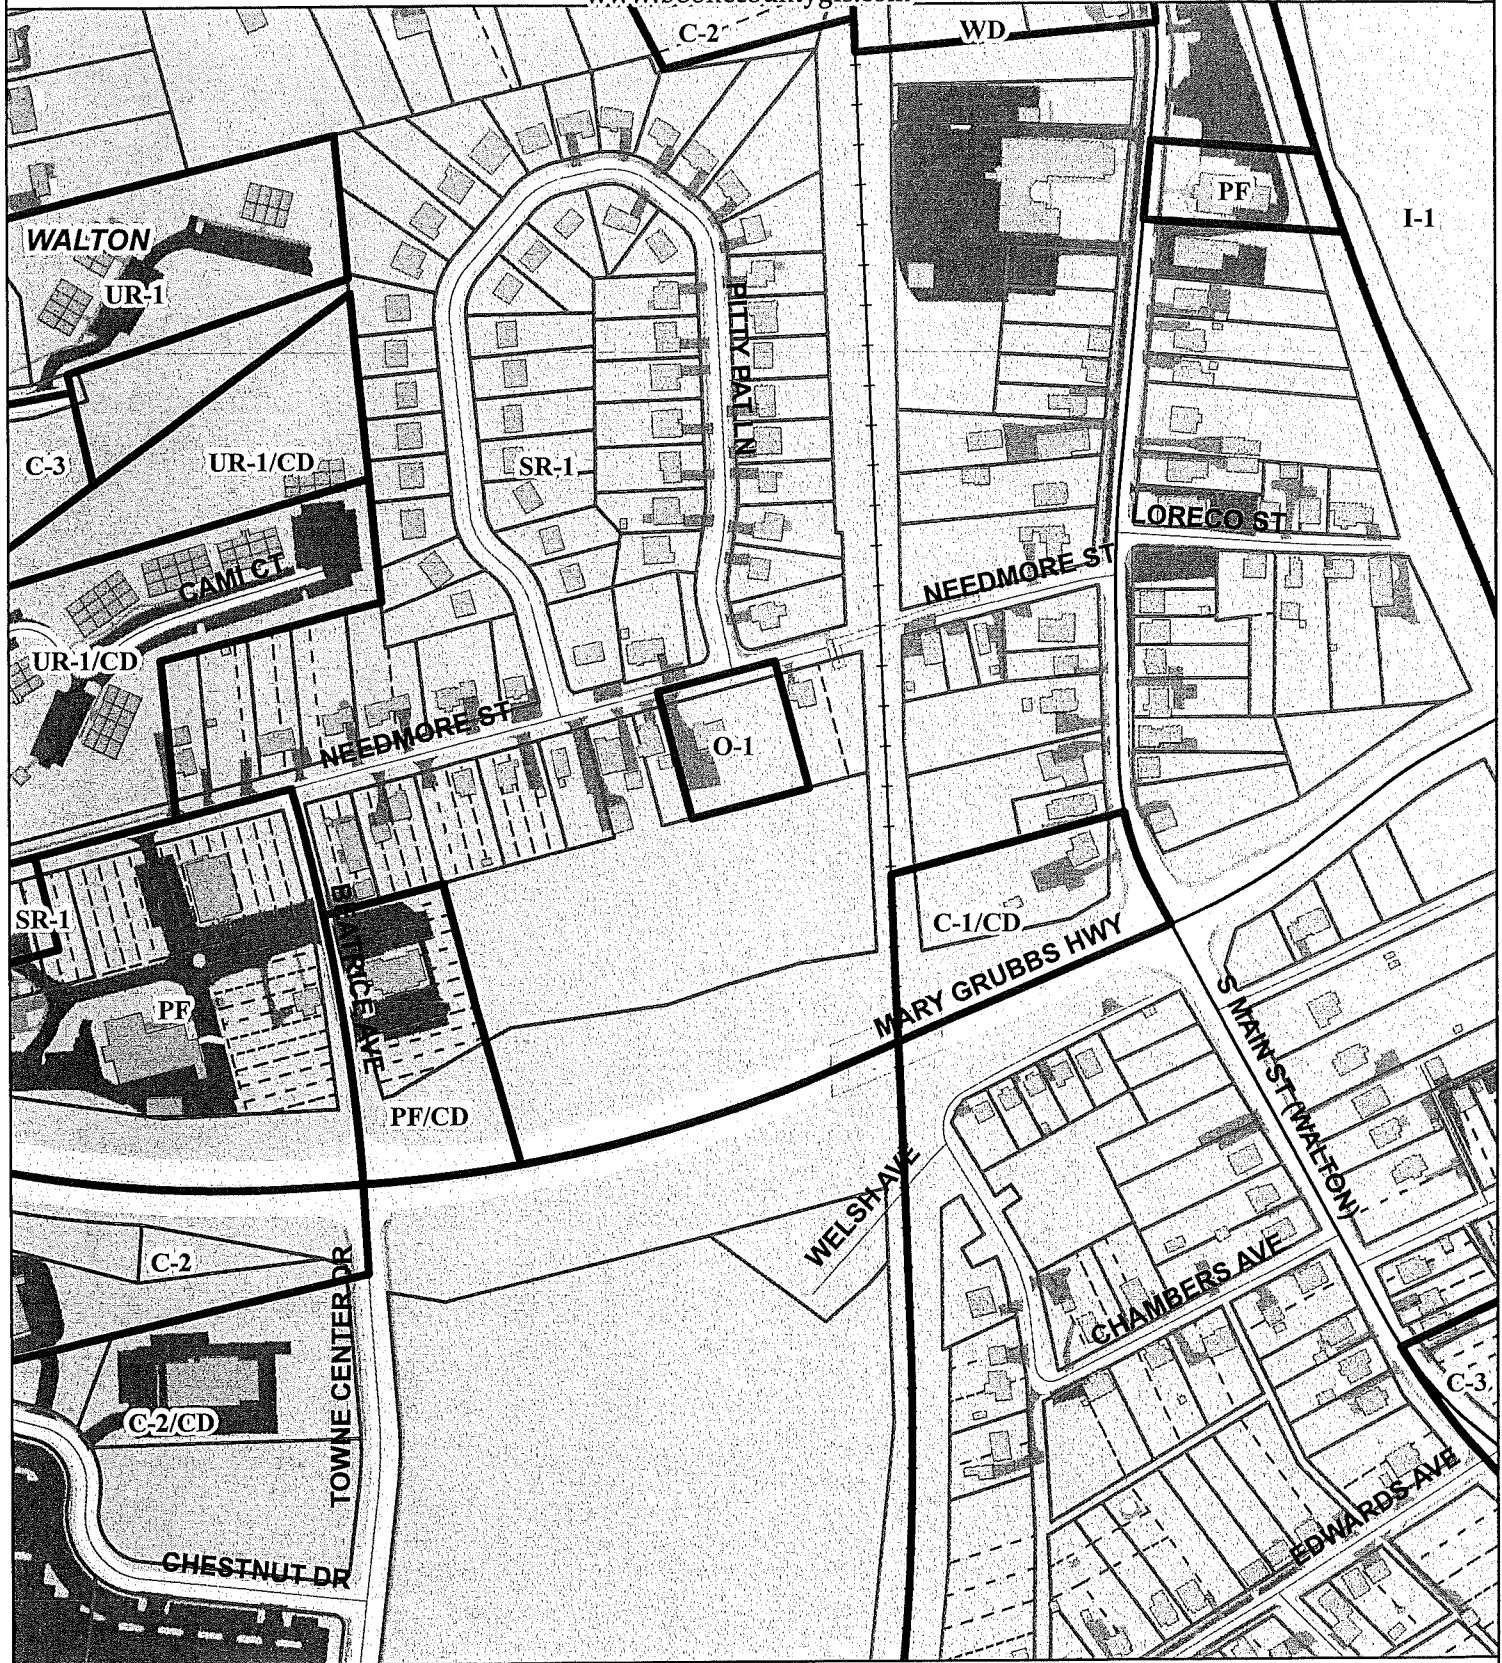 www.boonecountygis.com
C-2
WD
PF
I-1
WALTON
UR-1
PITTY PAT LN
C-3
UR-1/CD
SR-1
LORECO ST
CAMI CT
NEEDMORE ST
UR-1/CD
NEEDMORE ST
O-1
SR-1
BEATRICE AVE
C-1/CD
MARY GRUBBS HWY
PF
S MAIN ST (WALTON)
PF/CD
WELSH AVE
C-2
CHAMBERS AVE
TOWNE CENTER DR
C-3
C-2/CD
EDWARDS AVE
CHESTNUT DR